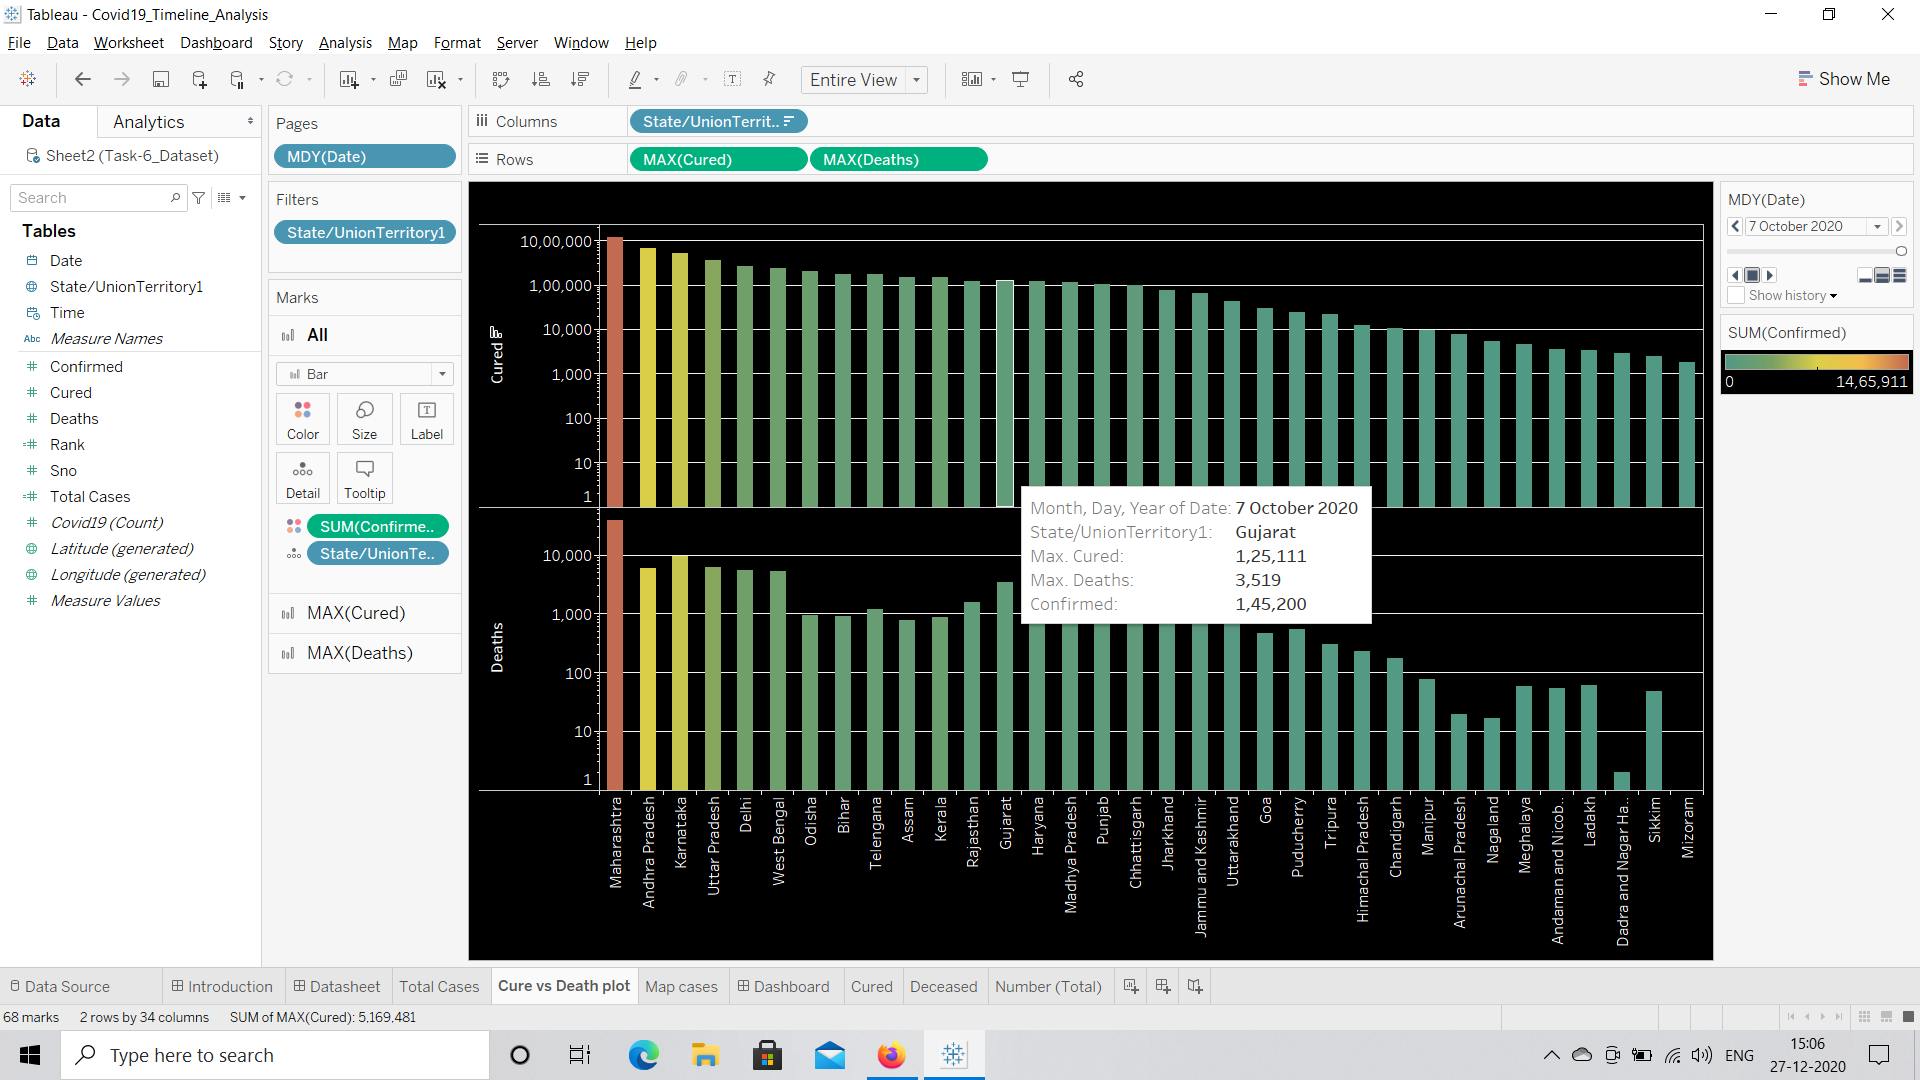 Tableau - Covid19_Timeline_Analysis
File Data Worksheet Dashboard Story Analysis Map Format Server Window Help
Entire View
Show Me
Data Analytics
Sheet2 (Task-6_Dataset)
Search
Tables
Date
State/UnionTerritory1
Time
Abc Measure Names
Confirmed
Cured
Deaths
Rank
Sno
Total Cases
Covid19 (Count)
Latitude (generated)
Longitude (generated)
Measure Values
Pages
MDY(Date)
Filters
State/UnionTerritory1
Marks
All
Bar
Color Size Label
Detail Tooltip
SUM(Confirme..
State/UnionTe..
MAX(Cured)
MAX(Deaths)
Columns State/UnionTerrit..
Rows MAX(Cured) MAX(Deaths)
Cured
10,00,000
1,00,000
10,000
1,000
100
10
1
Deaths
10,000
1,000
100
10
1
Month, Day, Year of Date: 7 October 2020
State/UnionTerritory1: Gujarat
Max. Cured: 1,25,111
Max. Deaths: 3,519
Confirmed: 1,45,200
Maharashtra
Andhra Pradesh
Karnataka
Uttar Pradesh
Delhi
West Bengal
Odisha
Bihar
Telengana
Assam
Kerala
Rajasthan
Gujarat
Haryana
Madhya Pradesh
Punjab
Chhattisgarh
Jharkhand
Jammu and Kashmir
Uttarakhand
Goa
Puducherry
Tripura
Himachal Pradesh
Chandigarh
Manipur
Arunachal Pradesh
Nagaland
Meghalaya
Andaman and Nicob..
Ladakh
Dadra and Nagar Ha..
Sikkim
Mizoram
MDY(Date)
7 October 2020
Show history
SUM(Confirmed)
0 14,65,911
Data Source Introduction Datasheet Total Cases Cure vs Death plot Map cases Dashboard Cured Deceased Number (Total)
68 marks 2 rows by 34 columns SUM of MAX(Cured): 5,169,481
Type here to search
ENG
15:06
27-12-2020